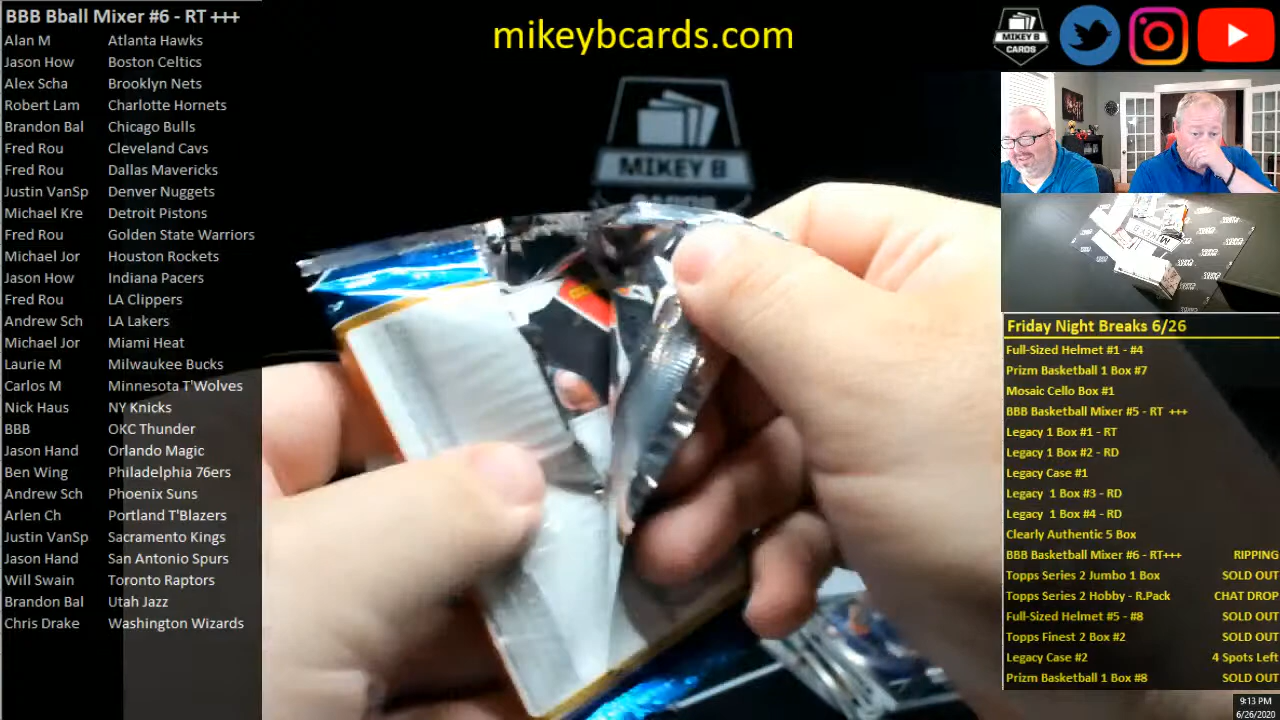 BBB Bball Mixer #6 - RT +++
Alan M Atlanta Hawks
Jason How Boston Celtics
Alex Scha Brooklyn Nets
Robert Lam Charlotte Hornets
Brandon Bal Chicago Bulls
Fred Rou Cleveland Cavs
Fred Rou Dallas Mavericks
Justin VanSp Denver Nuggets
Michael Kre Detroit Pistons
Fred Rou Golden State Warriors
Michael Jor Houston Rockets
Jason How Indiana Pacers
Fred Rou LA Clippers
Andrew Sch LA Lakers
Michael Jor Miami Heat
Laurie M Milwaukee Bucks
Carlos M Minnesota T'Wolves
Nick Haus NY Knicks
BBB OKC Thunder
Jason Hand Orlando Magic
Ben Wing Philadelphia 76ers
Andrew Sch Phoenix Suns
Arlen Ch Portland T'Blazers
Justin VanSp Sacramento Kings
Jason Hand San Antonio Spurs
Will Swain Toronto Raptors
Brandon Bal Utah Jazz
Chris Drake Washington Wizards
mikeybcards.com
MIKEY B
MIKEY B
CARDS
Friday Night Breaks 6/26
Full-Sized Helmet #1 - #4
Prizm Basketball 1 Box #7
Mosaic Cello Box #1
BBB Basketball Mixer #5 - RT +++
Legacy 1 Box #1 - RT
Legacy 1 Box #2 - RD
Legacy Case #1
Legacy 1 Box #3 - RD
Legacy 1 Box #4 - RD
Clearly Authentic 5 Box
BBB Basketball Mixer #6 - RT+++ RIPPING
Topps Series 2 Jumbo 1 Box SOLD OUT
Topps Series 2 Hobby - R.Pack CHAT DROP
Full-Sized Helmet #5 - #8 SOLD OUT
Topps Finest 2 Box #2 SOLD OUT
Legacy Case #2 4 Spots Left
Prizm Basketball 1 Box #8 SOLD OUT
9:13 PM
6/26/2020